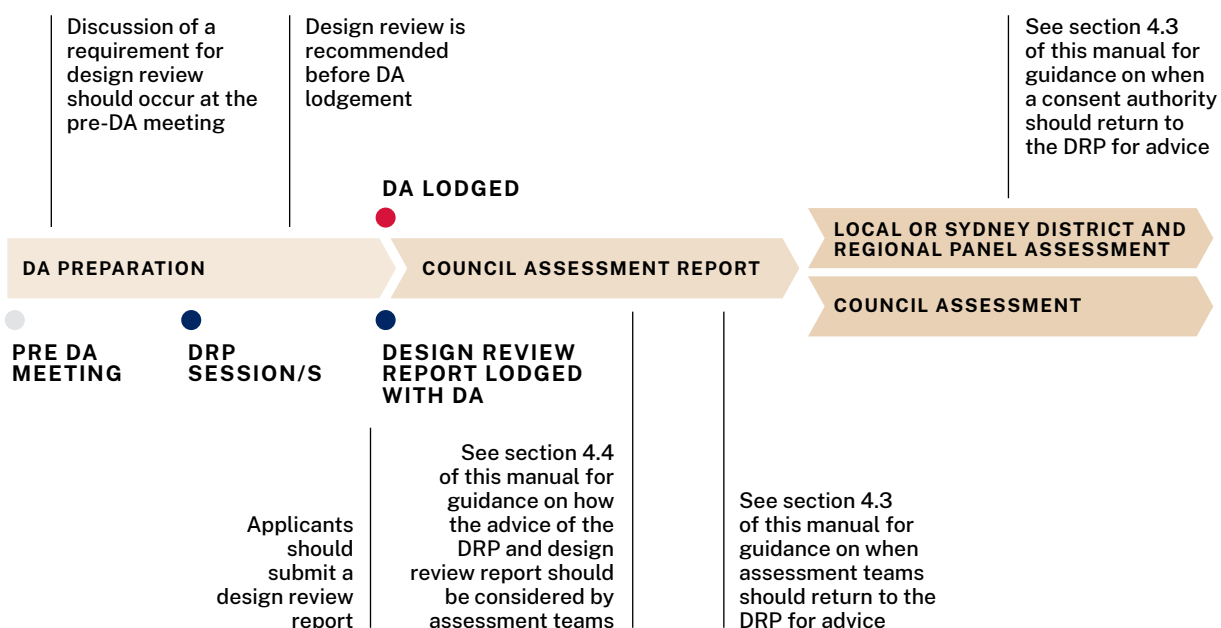 Discussion of a
requirement for
design review
should occur at the
pre-DA meeting
Design review is
recommended
before DA
lodgement
See section 4.3
of this manual for
guidance on when
a consent authority
should return to
the DRP for advice
DA LODGED
DA PREPARATION
COUNCIL ASSESSMENT REPORT
LOCAL OR SYDNEY DISTRICT AND
REGIONAL PANEL ASSESSMENT
COUNCIL ASSESSMENT
PRE DA
MEETING
DRP
SESSION/S
DESIGN REVIEW
REPORT LODGED
WITH DA
Applicants
should
submit a
design review
report
See section 4.4
of this manual for
guidance on how
the advice of the
DRP and design
review report should
be considered by
assessment teams
See section 4.3
of this manual for
guidance on when
assessment teams
should return to the
DRP for advice